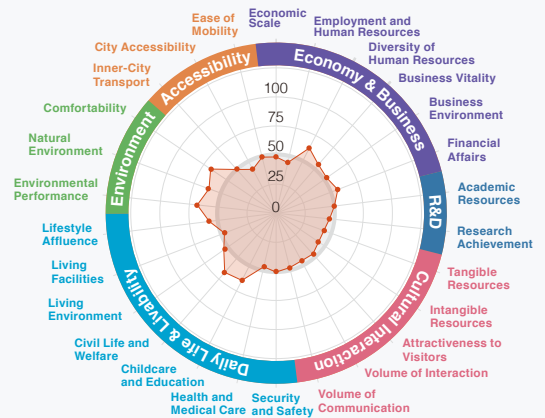 Economic
Scale
Employment and
Human Resources
Diversity of
Human Resources
Business Vitality
Business
Environment
Financial
Affairs
Academic
Resources
Research
Achievement
Tangible
Resources
Intangible
Resources
Attractiveness to
Visitors
Volume of Interaction
Volume of
Communication
Security
and Safety
Health and
Medical Care
Childcare
and Education
Civil Life and
Welfare
Living
Environment
Living
Facilities
Lifestyle
Affluence
Environmental
Performance
Natural
Environment
Comfortability
Inner-City
Transport
City Accessibility
Ease of
Mobility
Economy & Business
R&D
Cultural Interaction
Daily Life & Livability
Environment
Accessibility
100
75
50
25
0